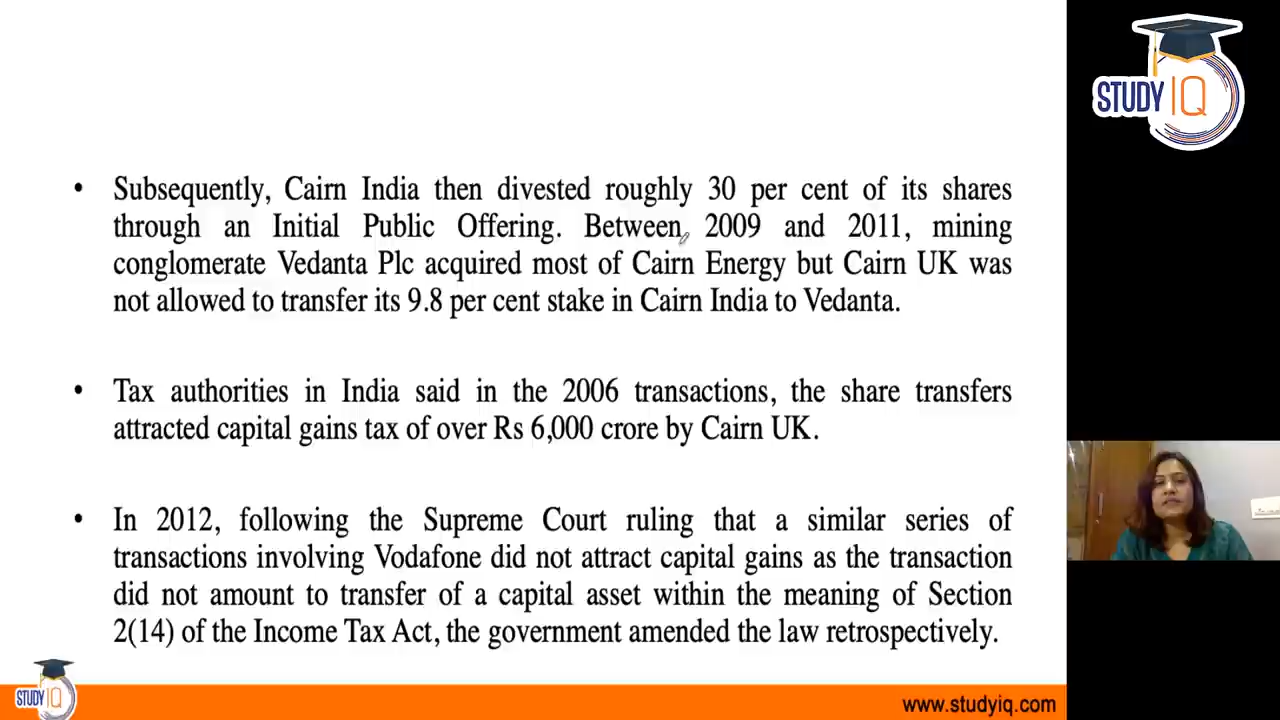 STUDY IQ
• Subsequently, Cairn India then divested roughly 30 per cent of its shares
through an Initial Public Offering. Between 2009 and 2011, mining
conglomerate Vedanta Plc acquired most of Cairn Energy but Cairn UK was
not allowed to transfer its 9.8 per cent stake in Cairn India to Vedanta.
• Tax authorities in India said in the 2006 transactions, the share transfers
attracted capital gains tax of over Rs 6,000 crore by Cairn UK.
• In 2012, following the Supreme Court ruling that a similar series of
transactions involving Vodafone did not attract capital gains as the transaction
did not amount to transfer of a capital asset within the meaning of Section
2(14) of the Income Tax Act, the government amended the law retrospectively.
STUDY IQ
www.studyiq.com